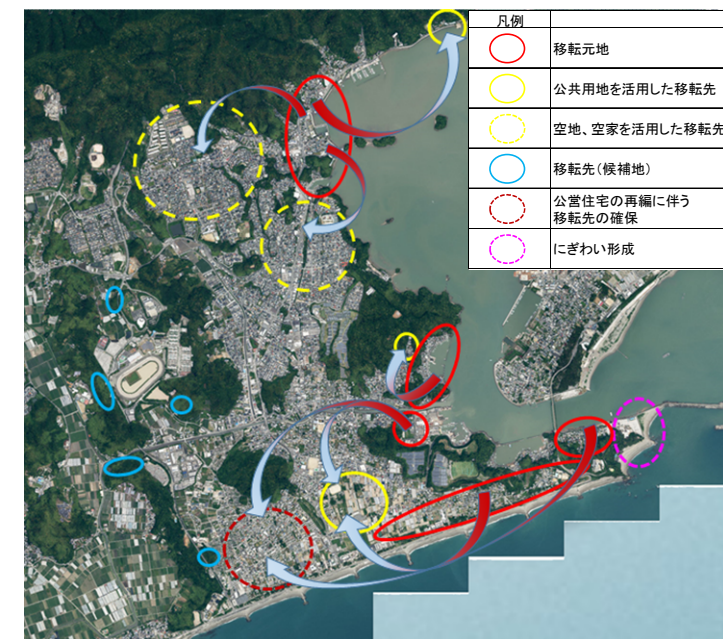 凡例
移転元地
公共用地を活用した移転先
空地、空家を活用した移転先
移転先（候補地）
公営住宅の再編に伴う
移転先の確保
にぎわい形成